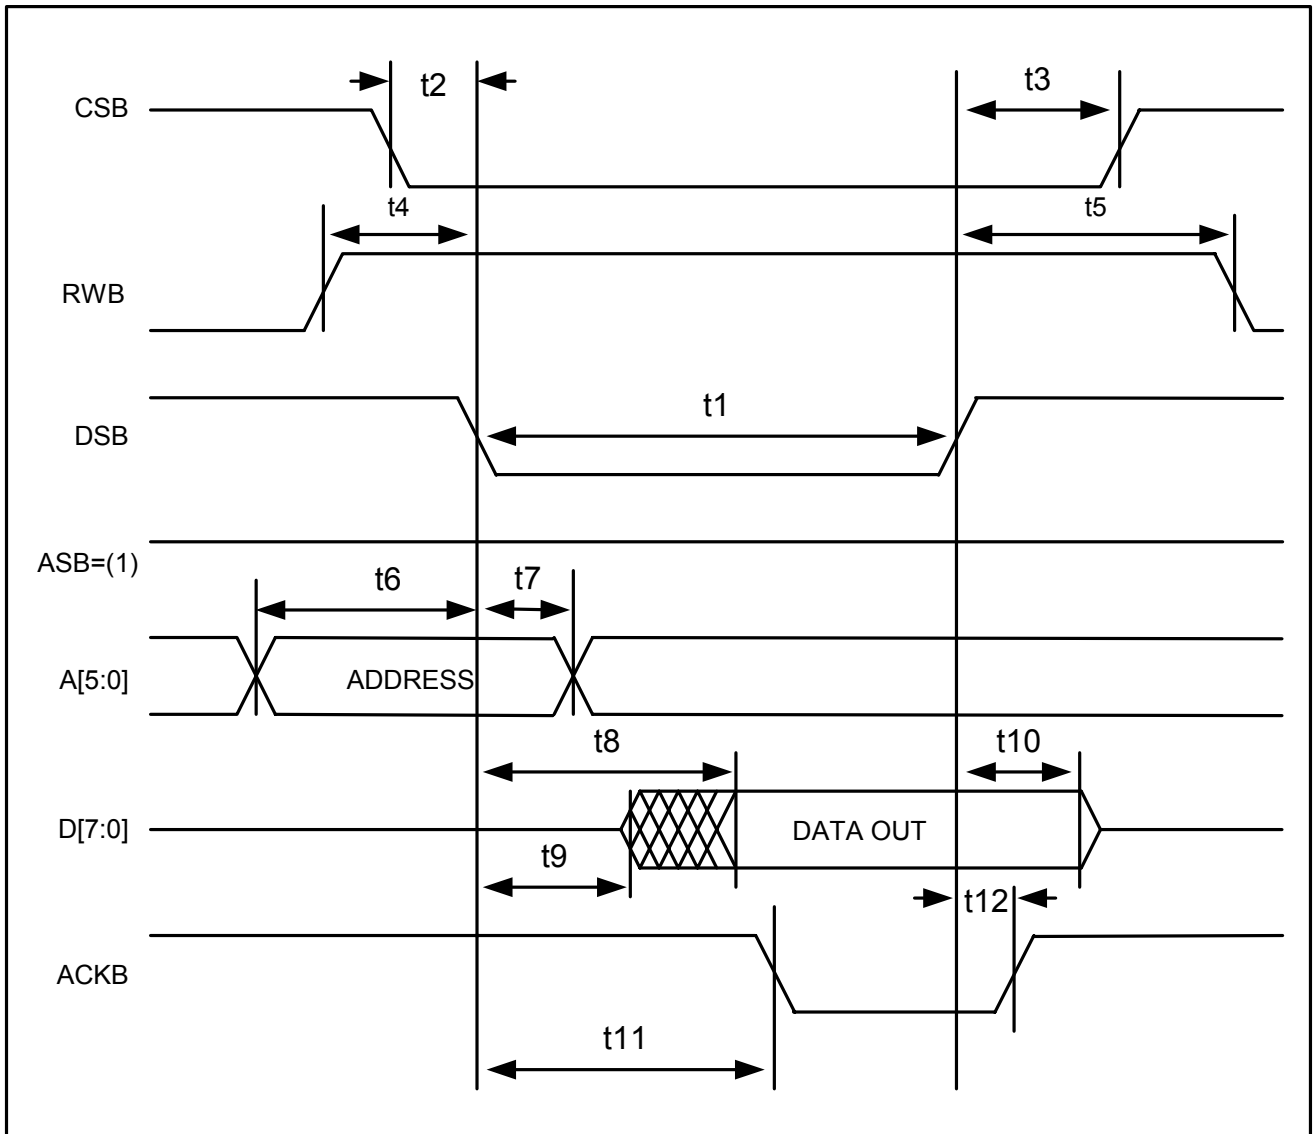 t2
t3
CSB
t4
t5
RWB
t1
DSB
ASB=(1)
t6
t7
A[5:0]
ADDRESS
t8
t10
D[7:0]
DATA OUT
t9
t12
ACKB
t11